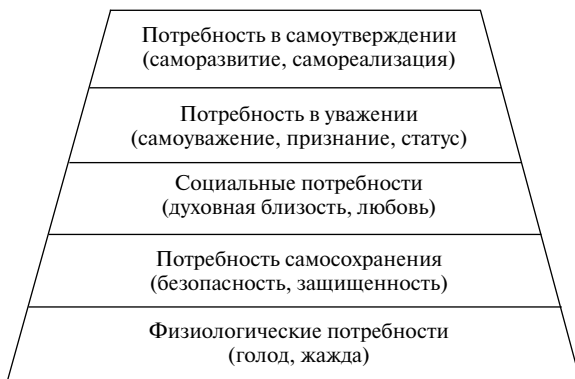 Потребность в самоутверждении
(саморазвитие, самореализация)
Потребность в уважении
(самоуважение, признание, статус)
Социальные потребности
(духовная близость, любовь)
Потребность самосохранения
(безопасность, защищенность)
Физиологические потребности
(голод, жажда)